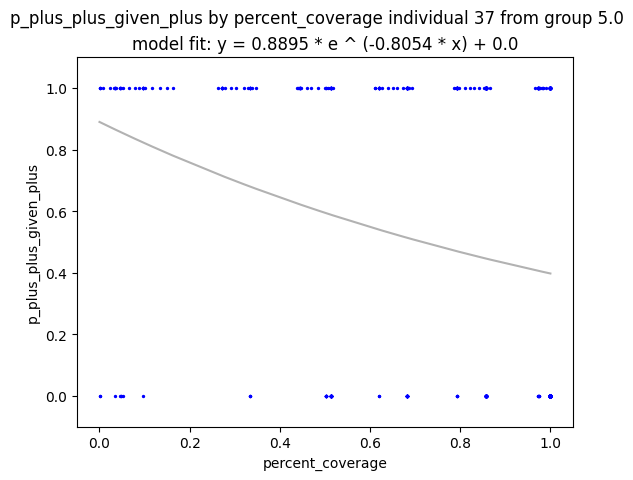 p_plus_plus_given_plus by percent_coverage individual 37 from group 5.0
model fit: y = 0.8895 * e ^ (-0.8054 * x) + 0.0
1.0
0.8
0.6
0.4
0.2
0.0
p_plus_plus_given_plus
0.0 0.2 0.4 0.6 0.8 1.0
percent_coverage